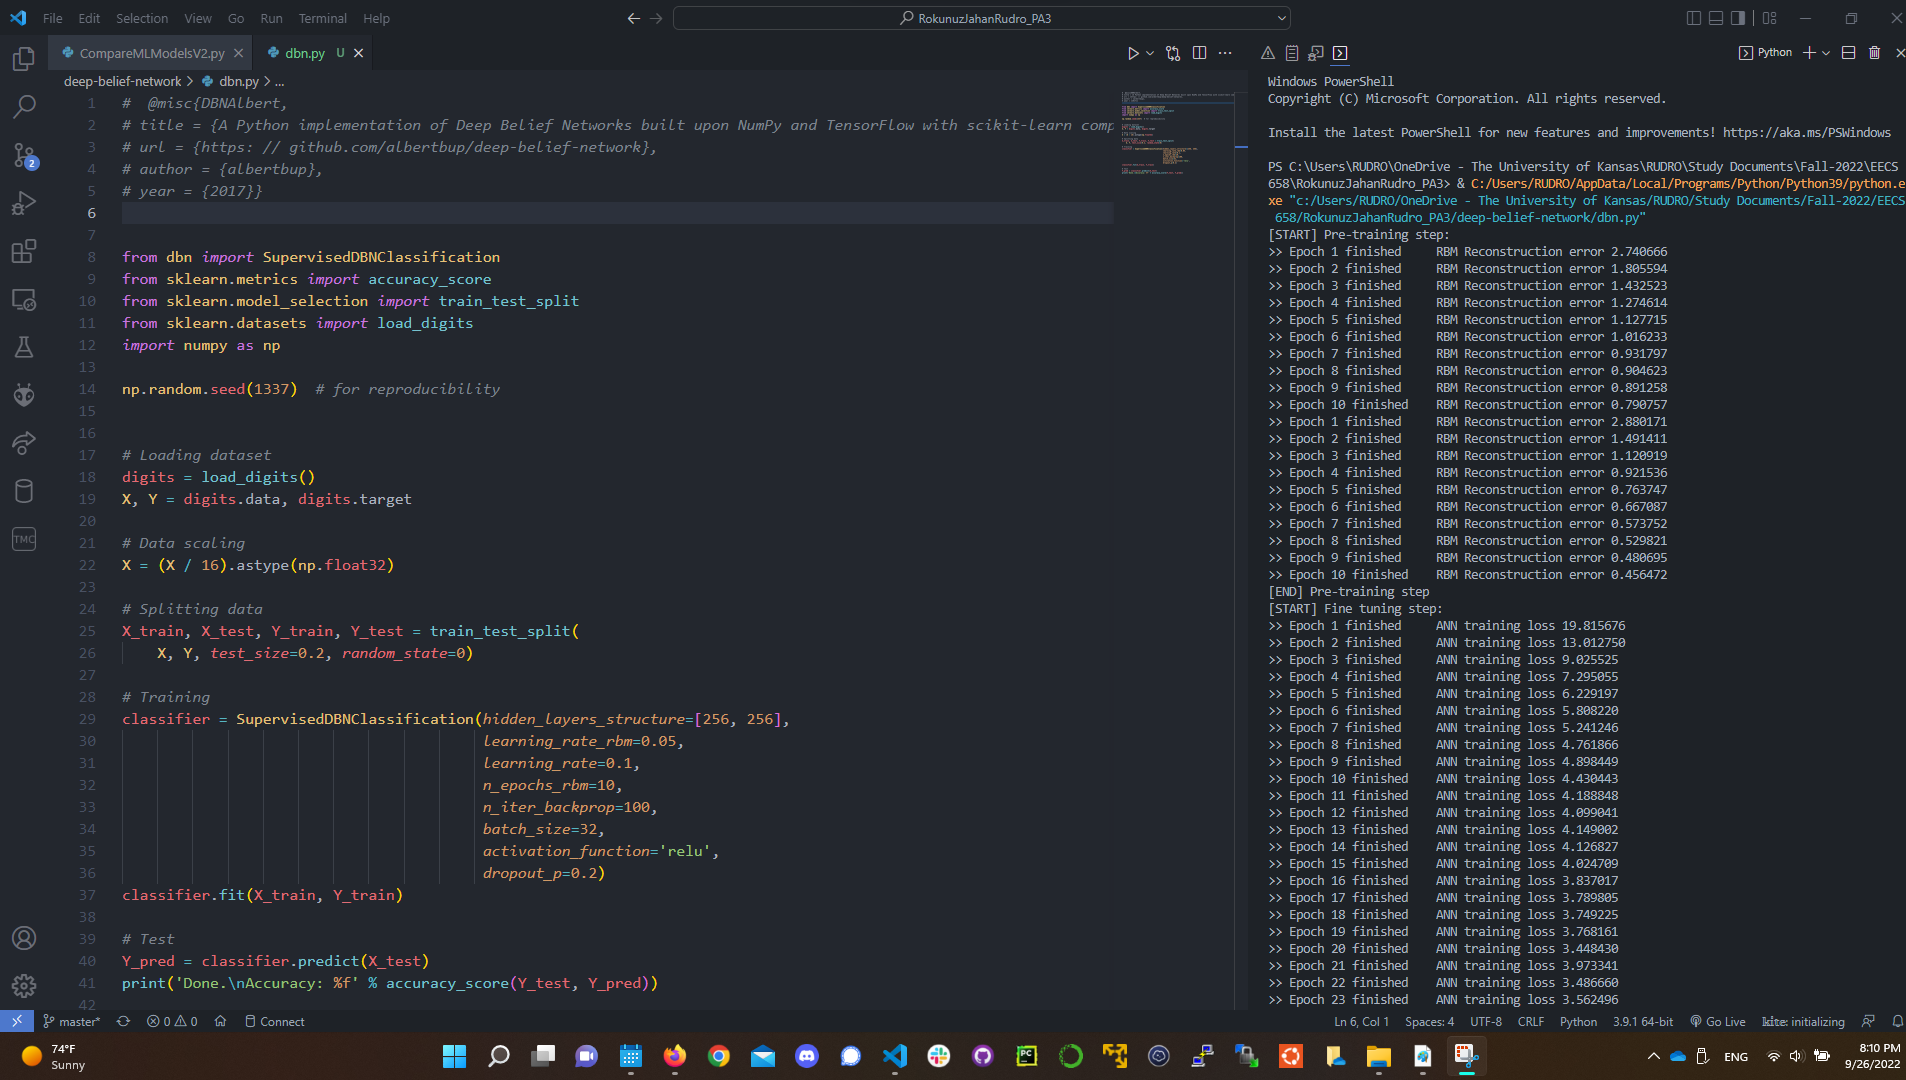 File Edit Selection View Go Run Terminal Help
RokunuzJahanRudro_PA3
CompareMLModelsV2.py
dbn.py U
deep-belief-network > dbn.py > ...
1 # @misc{DBNAlbert,
2 # title = {A Python implementation of Deep Belief Networks built upon NumPy and TensorFlow with scikit-learn comp
3 # url = {https: // github.com/albertbup/deep-belief-network},
4 # author = {albertbup},
5 # year = {2017}}
6
7
8 from dbn import SupervisedDBNClassification
9 from sklearn.metrics import accuracy_score
10 from sklearn.model_selection import train_test_split
11 from sklearn.datasets import load_digits
12 import numpy as np
13
14 np.random.seed(1337)  # for reproducibility
15
16
17 # Loading dataset
18 digits = load_digits()
19 X, Y = digits.data, digits.target
20
21 # Data scaling
22 X = (X / 16).astype(np.float32)
23
24 # Splitting data
25 X_train, X_test, Y_train, Y_test = train_test_split(
26 X, Y, test_size=0.2, random_state=0)
27
28 # Training
29 classifier = SupervisedDBNClassification(hidden_layers_structure=[256, 256],
30 learning_rate_rbm=0.05,
31 learning_rate=0.1,
32 n_epochs_rbm=10,
33 n_iter_backprop=100,
34 batch_size=32,
35 activation_function='relu',
36 dropout_p=0.2)
37 classifier.fit(X_train, Y_train)
38
39 # Test
40 Y_pred = classifier.predict(X_test)
41 print('Done.\nAccuracy: %f' % accuracy_score(Y_test, Y_pred))
42
2
TMC
Python
Windows PowerShell
Copyright (C) Microsoft Corporation. All rights reserved.
Install the latest PowerShell for new features and improvements! https://aka.ms/PSWindows
PS C:\Users\RUDRO\OneDrive - The University of Kansas\RUDRO\Study Documents\Fall-2022\EECS
658\RokunuzJahanRudro_PA3> & C:/Users/RUDRO/AppData/Local/Programs/Python/Python39/python.e
xe "c:/Users/RUDRO/OneDrive - The University of Kansas/RUDRO/Study Documents/Fall-2022/EECS
658/RokunuzJahanRudro_PA3/deep-belief-network/dbn.py"
[START] Pre-training step:
>> Epoch 1 finished RBM Reconstruction error 2.740666
>> Epoch 2 finished RBM Reconstruction error 1.805594
>> Epoch 3 finished RBM Reconstruction error 1.432523
>> Epoch 4 finished RBM Reconstruction error 1.274614
>> Epoch 5 finished RBM Reconstruction error 1.127715
>> Epoch 6 finished RBM Reconstruction error 1.016233
>> Epoch 7 finished RBM Reconstruction error 0.931797
>> Epoch 8 finished RBM Reconstruction error 0.904623
>> Epoch 9 finished RBM Reconstruction error 0.891258
>> Epoch 10 finished RBM Reconstruction error 0.790757
>> Epoch 1 finished RBM Reconstruction error 2.880171
>> Epoch 2 finished RBM Reconstruction error 1.491411
>> Epoch 3 finished RBM Reconstruction error 1.120919
>> Epoch 4 finished RBM Reconstruction error 0.921536
>> Epoch 5 finished RBM Reconstruction error 0.763747
>> Epoch 6 finished RBM Reconstruction error 0.667087
>> Epoch 7 finished RBM Reconstruction error 0.573752
>> Epoch 8 finished RBM Reconstruction error 0.529821
>> Epoch 9 finished RBM Reconstruction error 0.480695
>> Epoch 10 finished RBM Reconstruction error 0.456472
[END] Pre-training step
[START] Fine tuning step:
>> Epoch 1 finished ANN training loss 19.815676
>> Epoch 2 finished ANN training loss 13.012750
>> Epoch 3 finished ANN training loss 9.025525
>> Epoch 4 finished ANN training loss 7.295055
>> Epoch 5 finished ANN training loss 6.229197
>> Epoch 6 finished ANN training loss 5.808220
>> Epoch 7 finished ANN training loss 5.241246
>> Epoch 8 finished ANN training loss 4.761866
>> Epoch 9 finished ANN training loss 4.898449
>> Epoch 10 finished ANN training loss 4.430443
>> Epoch 11 finished ANN training loss 4.188848
>> Epoch 12 finished ANN training loss 4.099041
>> Epoch 13 finished ANN training loss 4.149002
>> Epoch 14 finished ANN training loss 4.126827
>> Epoch 15 finished ANN training loss 4.024709
>> Epoch 16 finished ANN training loss 3.837017
>> Epoch 17 finished ANN training loss 3.789805
>> Epoch 18 finished ANN training loss 3.749225
>> Epoch 19 finished ANN training loss 3.768161
>> Epoch 20 finished ANN training loss 3.448430
>> Epoch 21 finished ANN training loss 3.973341
>> Epoch 22 finished ANN training loss 3.486660
>> Epoch 23 finished ANN training loss 3.562496
master* 0 0 Connect
Ln 6, Col 1 Spaces: 4 UTF-8 CRLF Python 3.9.1 64-bit Go Live kite: initializing
74°F
Sunny
PC
ENG
8:10 PM
9/26/2022